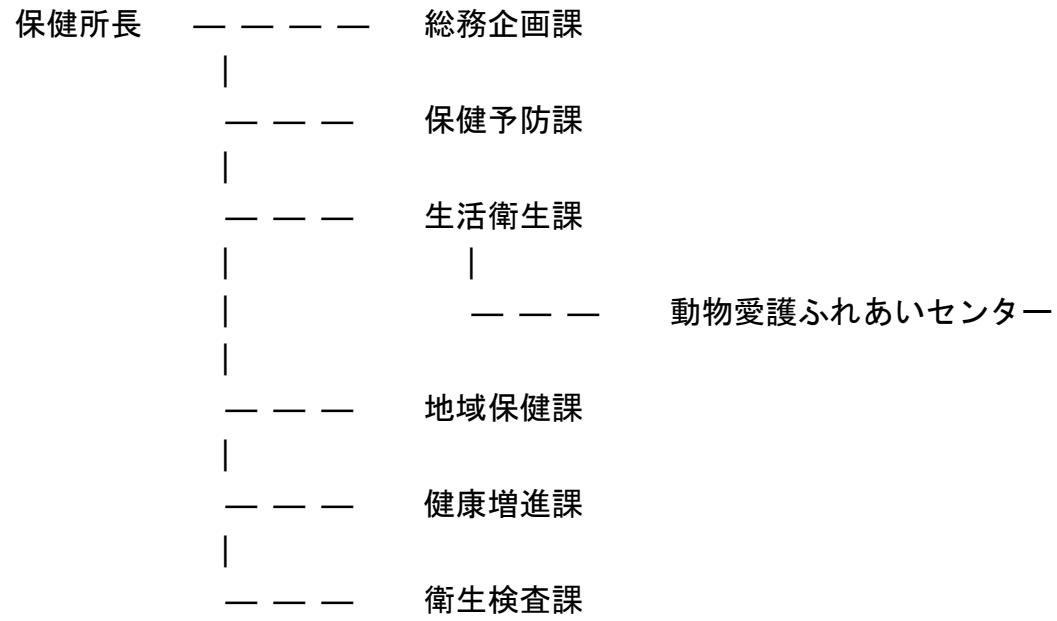 保健所長 ― ― ― ― 総務企画課
|
― ― ― 保健予防課
|
― ― ― 生活衛生課
| |
| ― ― ― 動物愛護ふれあいセンター
|
― ― ― 地域保健課
|
― ― ― 健康増進課
|
― ― ― 衛生検査課